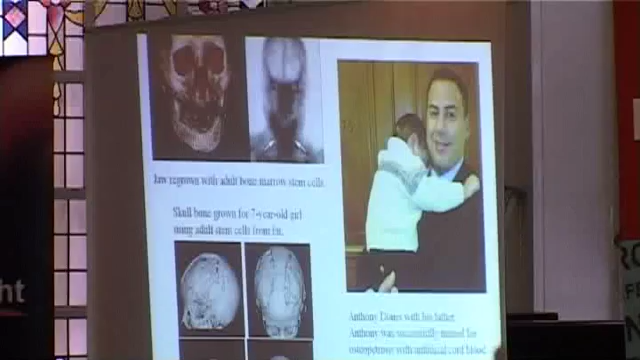 Jaw regrown with adult bone marrow stem cells.
Skull bone grown for 7-year-old girl
using adult stem cells from fat.
Anthony with his father.
Anthony was successfully treated for
osteopetrosis with umbilical cord blood
ht